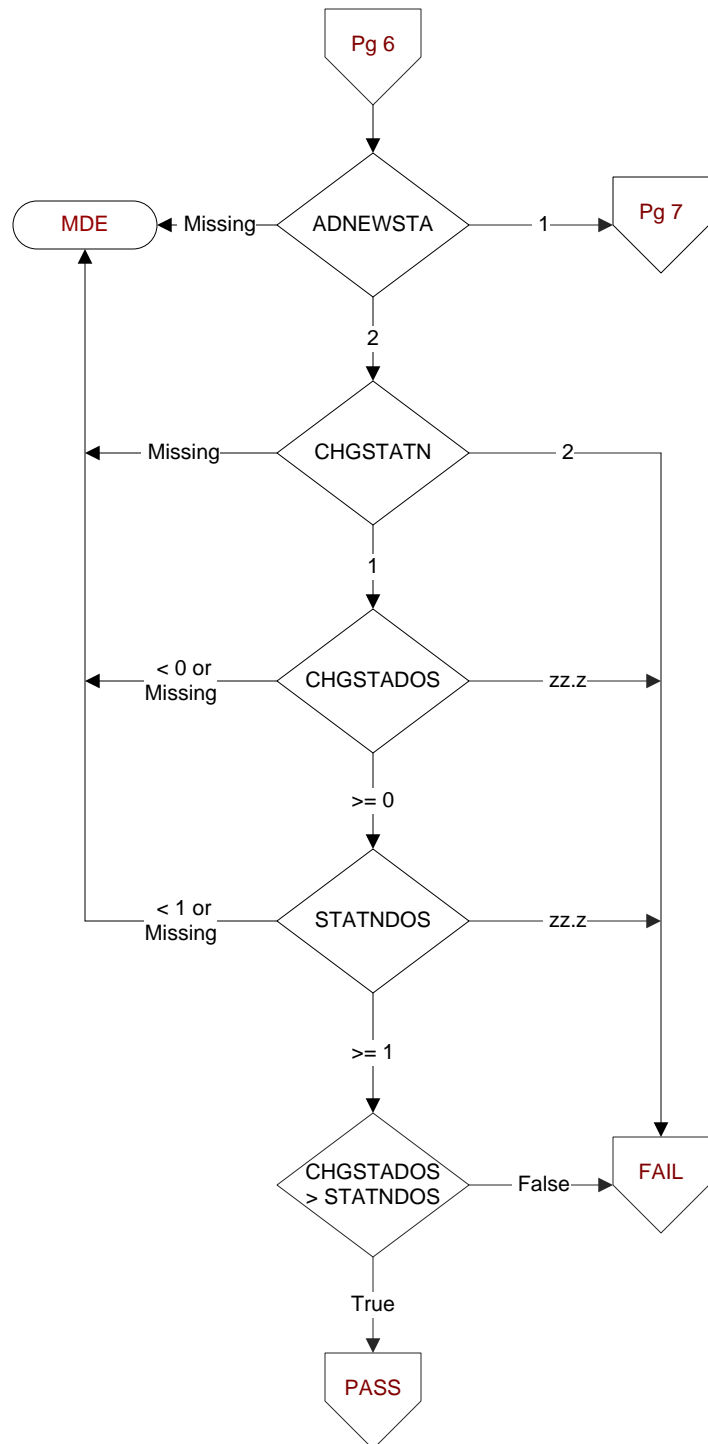 Pg 6
MDE
Missing
ADNEWSTA
1
Pg 7
2
Missing
CHGSTATN
2
1
< 0 or
Missing
CHGSTADOS
zz.z
>= 0
< 1 or
Missing
STATNDOS
zz.z
>= 1
CHGSTADOS
> STATNDOS
False
FAIL
True
PASS